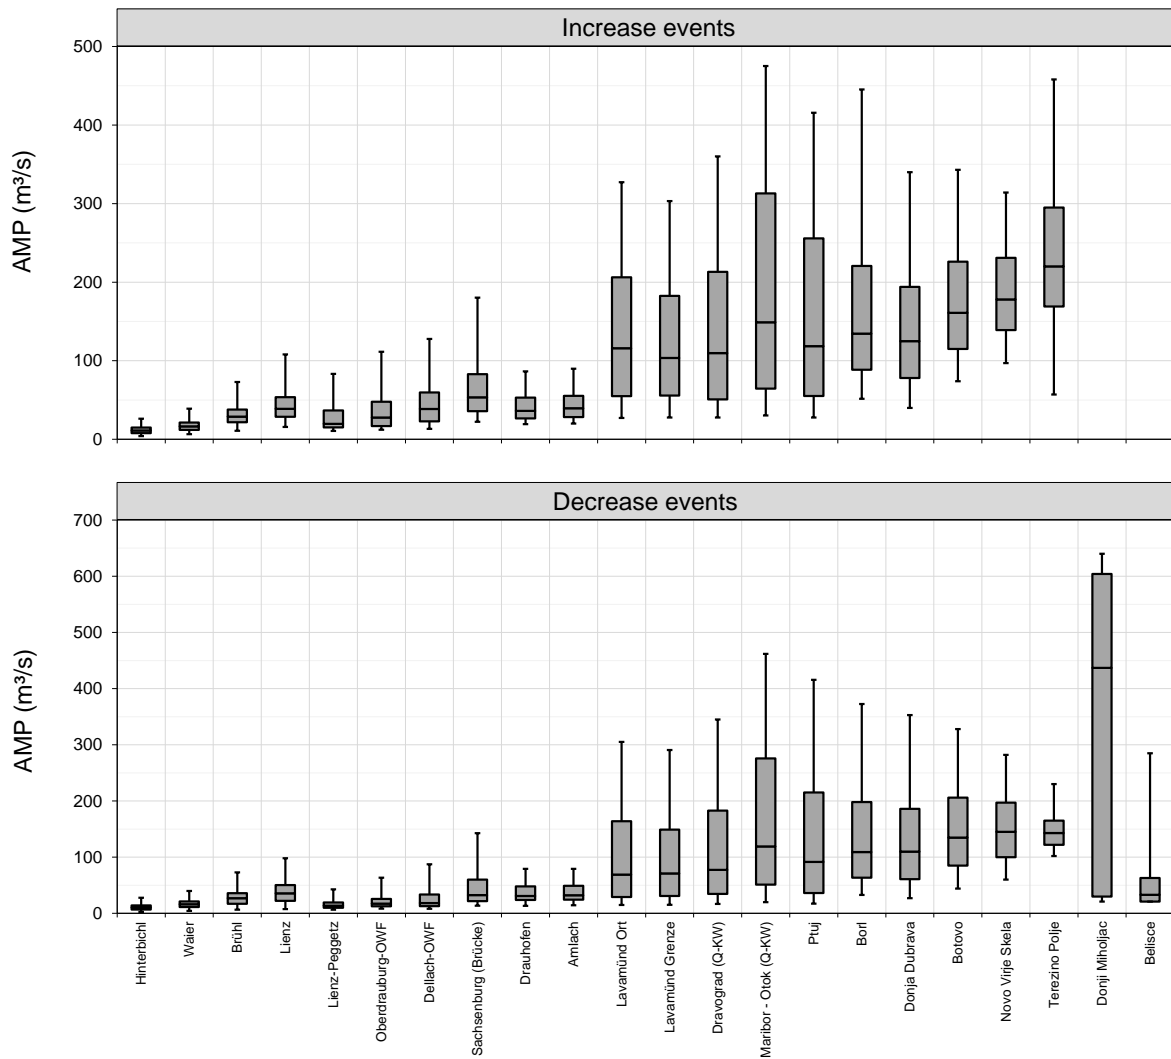 Increase events
500
400
300
200
100
0
AMP (m³/s)
Decrease events
700
600
500
400
300
200
100
0
AMP (m³/s)
Hinterbichl
Waier
Brühl
Lienz
Lienz-Peggetz
Oberdrauburg-OWF
Dellach-OWF
Sachsenburg (Brücke)
Drauhofen
Amlach
Lavamünd Ort
Lavamünd Grenze
Dravograd (Q-KW)
Maribor - Otok (Q-KW)
Ptuj
Borl
Donja Dubrava
Botovo
Novo Virje Skela
Terezino Polje
Donji Miholjac
Belisce